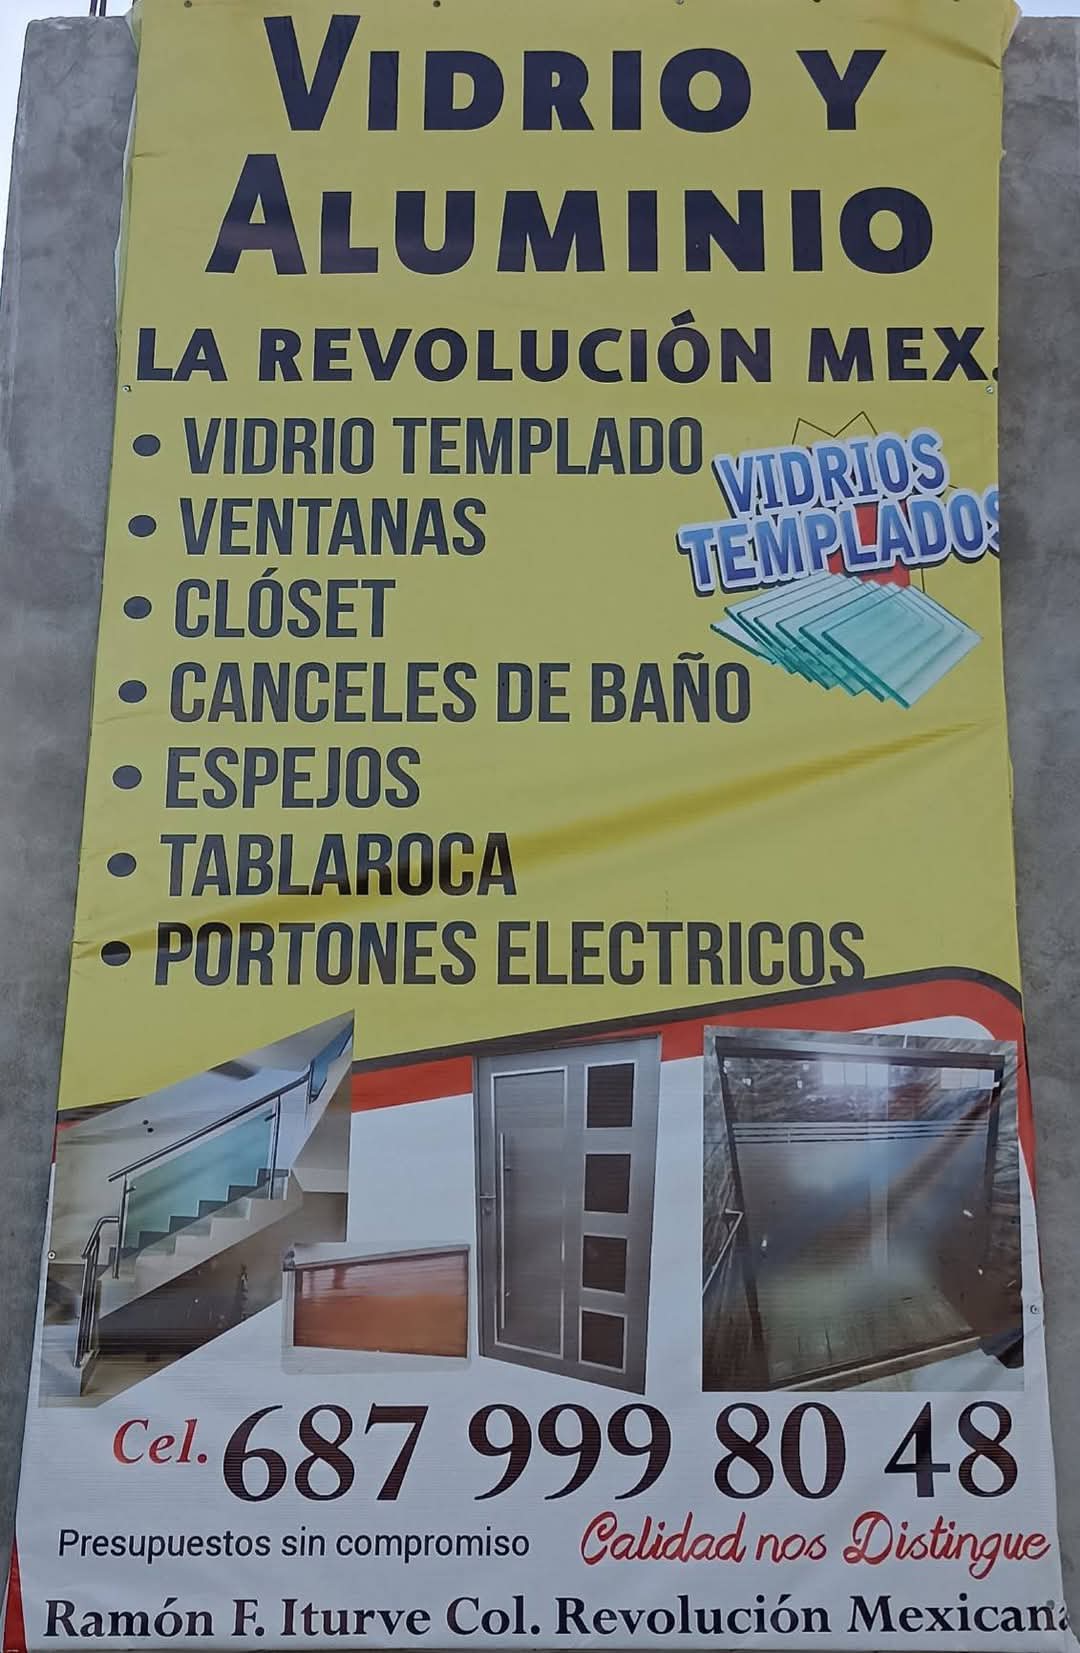 VIDRIO Y
ALUMINIO
LA REVOLUCIÓN MEX.
• VIDRIO TEMPLADO
• VENTANAS
• CLÓSET
• CANCELES DE BAÑO
• ESPEJOS
• TABLAROCA
• PORTONES ELECTRICOS
VIDRIOS
TEMPLADOS
Cel. 687 999 80 48
Presupuestos sin compromiso
Calidad nos Distingue
Ramón F. Iturve Col. Revolución Mexicana